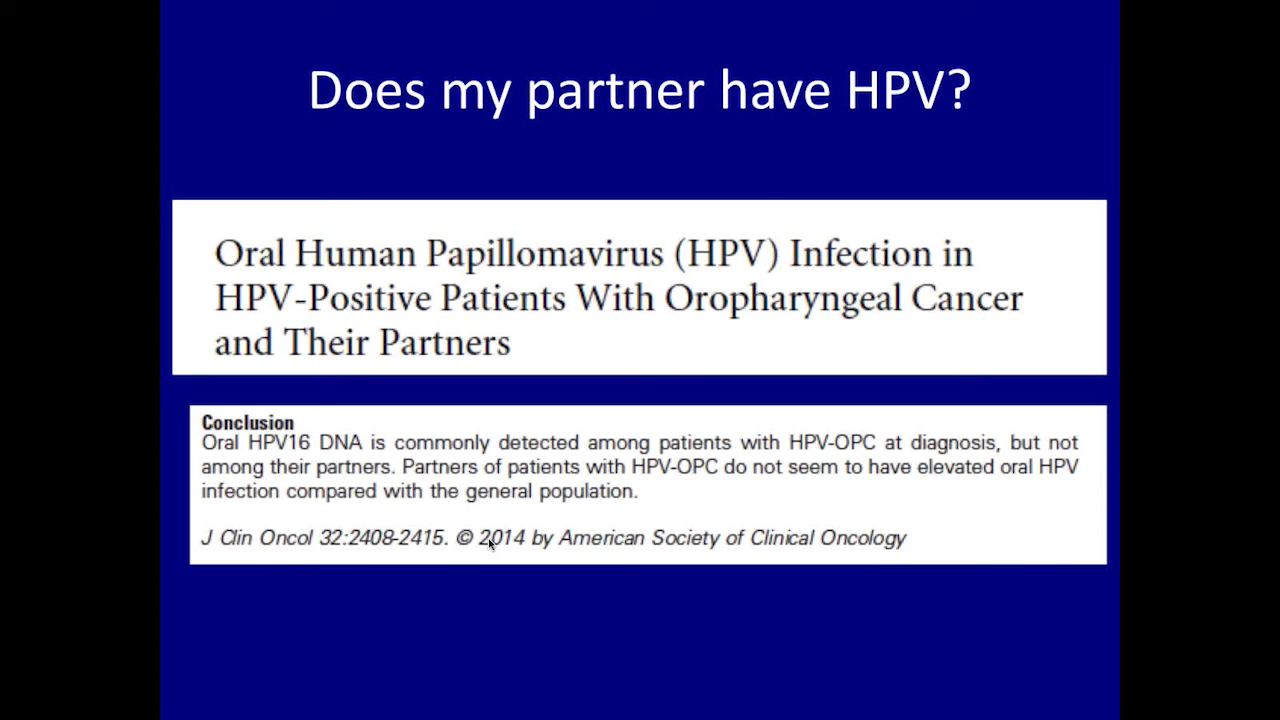 Does my partner have HPV?
Oral Human Papillomavirus (HPV) Infection in
HPV-Positive Patients With Oropharyngeal Cancer
and Their Partners
Conclusion
Oral HPV16 DNA is commonly detected among patients with HPV-OPC at diagnosis, but not
among their partners. Partners of patients with HPV-OPC do not seem to have elevated oral HPV
infection compared with the general population.
J Clin Oncol 32:2408-2415. © 2014 by American Society of Clinical Oncology